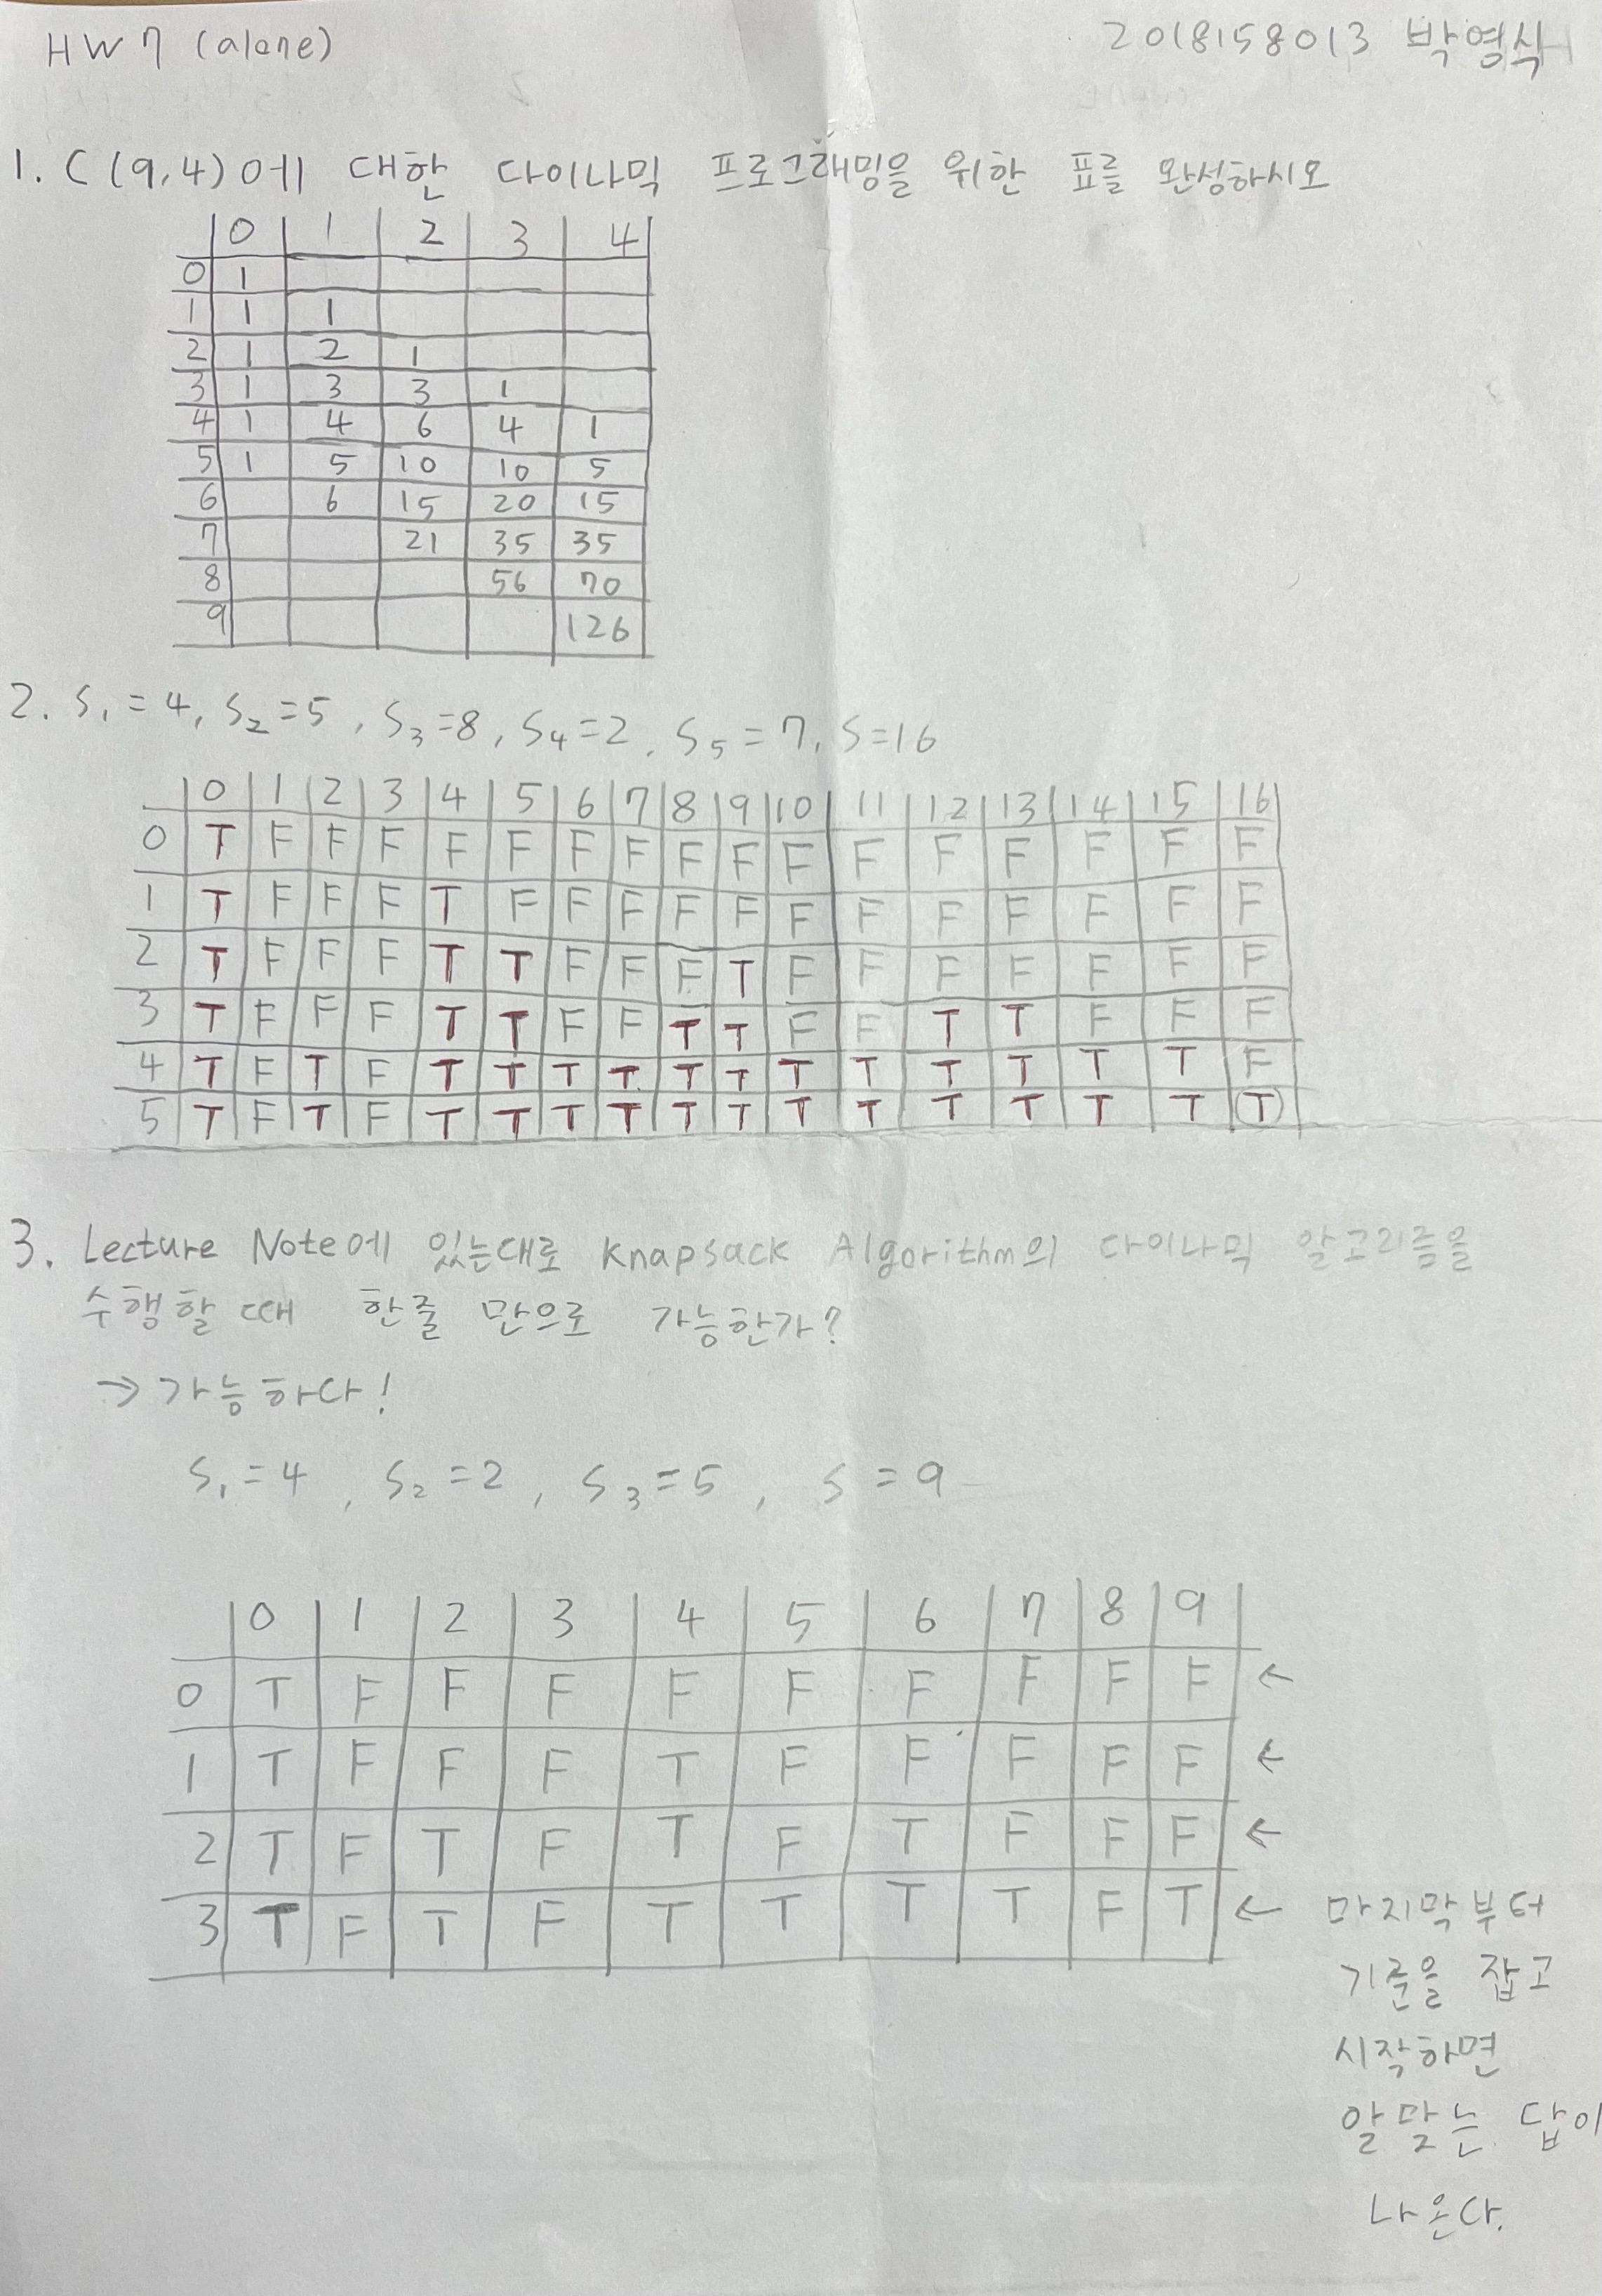 HW7 (alone)
2018158013 박영식
1. C(9,4)에 대한 다이나믹 프로그래밍을 위한 표를 완성하시오
0 1 2 3 4
0 1
1 1 1
2 1 2 1
3 1 3 3 1
4 1 4 6 4 1
5 1 5 10 10 5
6 6 15 20 15
7 21 35 35
8 56 70
9 126
2. S₁=4, S₂=5, S₃=8, S₄=2, S₅=7, S=16
0 1 2 3 4 5 6 7 8 9 10 11 12 13 14 15 16
0 T F F F F F F F F F F F F F F F F
1 T F F F T F F F F F F F F F F F F
2 T F F F T T F F F T F F F F F F F
3 T F F F T T F F T T F F T T F F F
4 T F T F T T T T T T T T T T T T F
5 T F T F T T T T T T T T T T T T T
3. Lecture Note에 있는대로 Knapsack Algorithm의 다이나믹 알고리즘을
수행할 때 한줄 만으로 가능한가?
→ 가능하다!
S₁=4, S₂=2, S₃=5, S=9
0 1 2 3 4 5 6 7 8 9
0 T F F F F F F F F F ←
1 T F F F T F F F F F ←
2 T F T F T F T F F F ←
3 T F T F T T T T F T ← 마지막부터
기준을 잡고
시작하면
알맞는 답이
나온다.